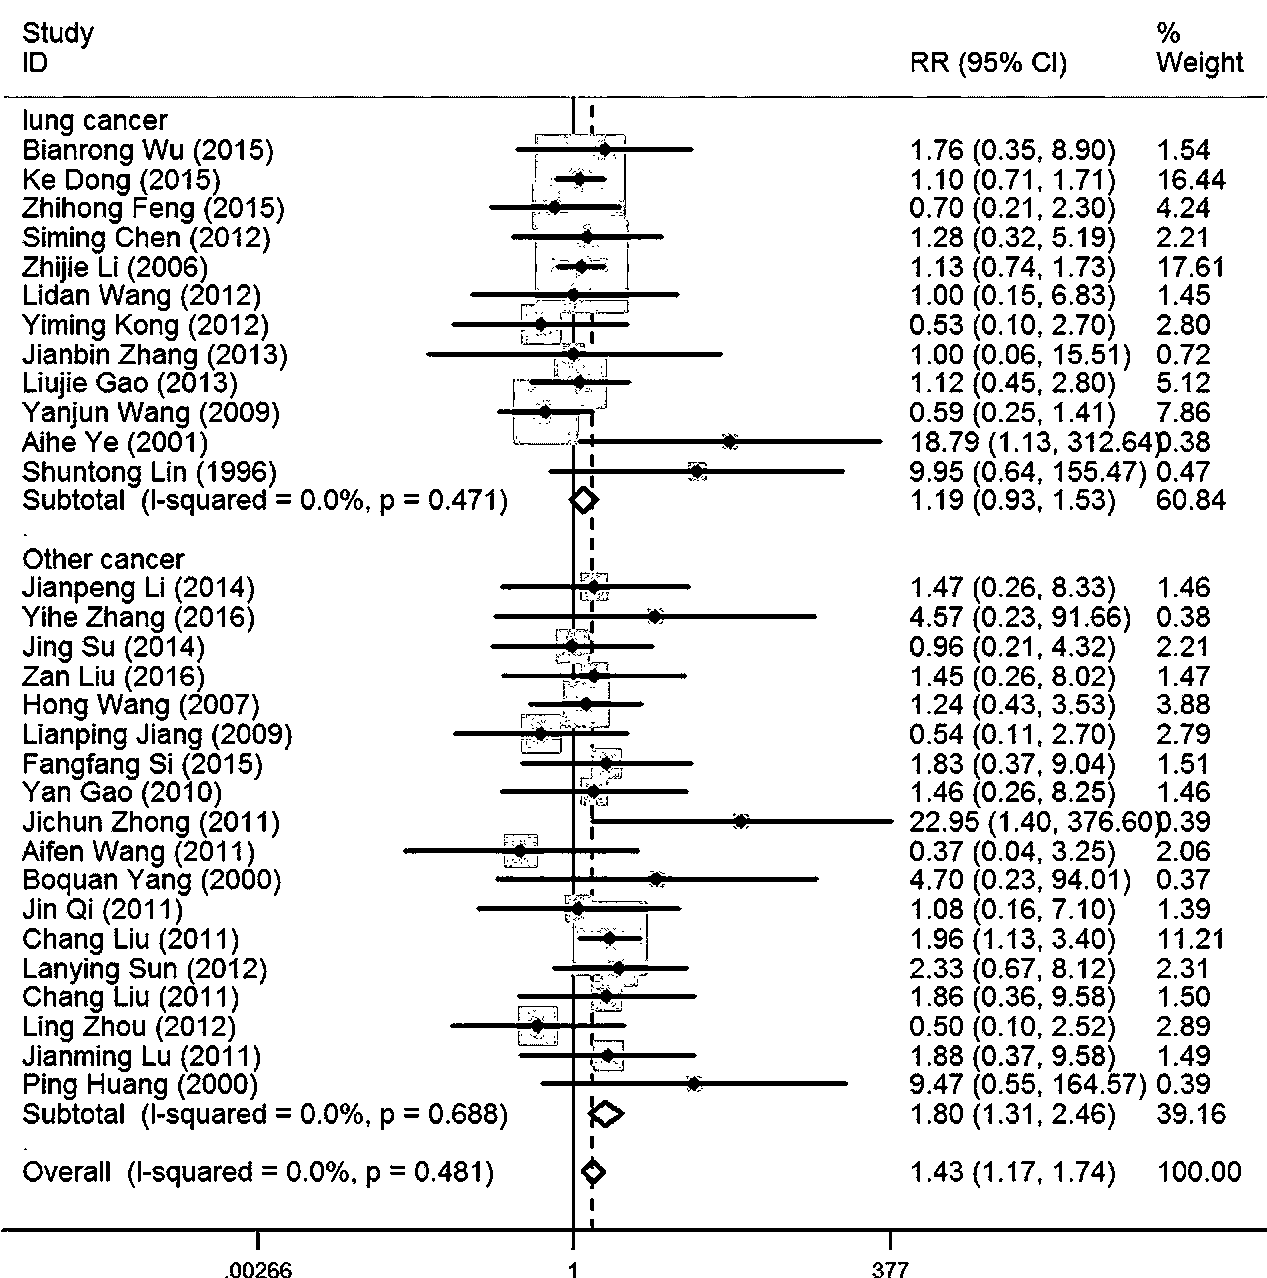 Study %
ID RR (95% CI) Weight
lung cancer
Bianrong Wu (2015) 1.76 (0.35, 8.90) 1.54
Ke Dong (2015) 1.10 (0.71, 1.71) 16.44
Zhihong Feng (2015) 0.70 (0.21, 2.30) 4.24
Siming Chen (2012) 1.28 (0.32, 5.19) 2.21
Zhijie Li (2006) 1.13 (0.74, 1.73) 17.61
Lidan Wang (2012) 1.00 (0.15, 6.83) 1.45
Yiming Kong (2012) 0.53 (0.10, 2.70) 2.80
Jianbin Zhang (2013) 1.00 (0.06, 15.51) 0.72
Liujie Gao (2013) 1.12 (0.45, 2.80) 5.12
Yanjun Wang (2009) 0.59 (0.25, 1.41) 7.86
Aihe Ye (2001) 18.79 (1.13, 312.64) 0.38
Shuntong Lin (1996) 9.95 (0.64, 155.47) 0.47
Subtotal (I-squared = 0.0%, p = 0.471) 1.19 (0.93, 1.53) 60.84
.
Other cancer
Jianpeng Li (2014) 1.47 (0.26, 8.33) 1.46
Yihe Zhang (2016) 4.57 (0.23, 91.66) 0.38
Jing Su (2014) 0.96 (0.21, 4.32) 2.21
Zan Liu (2016) 1.45 (0.26, 8.02) 1.47
Hong Wang (2007) 1.24 (0.43, 3.53) 3.88
Lianping Jiang (2009) 0.54 (0.11, 2.70) 2.79
Fangfang Si (2015) 1.83 (0.37, 9.04) 1.51
Yan Gao (2010) 1.46 (0.26, 8.25) 1.46
Jichun Zhong (2011) 22.95 (1.40, 376.60) 0.39
Aifen Wang (2011) 0.37 (0.04, 3.25) 2.06
Boquan Yang (2000) 4.70 (0.23, 94.01) 0.37
Jin Qi (2011) 1.08 (0.16, 7.10) 1.39
Chang Liu (2011) 1.96 (1.13, 3.40) 11.21
Lanying Sun (2012) 2.33 (0.67, 8.12) 2.31
Chang Liu (2011) 1.86 (0.36, 9.58) 1.50
Ling Zhou (2012) 0.50 (0.10, 2.52) 2.89
Jianming Lu (2011) 1.88 (0.37, 9.58) 1.49
Ping Huang (2000) 9.47 (0.55, 164.57) 0.39
Subtotal (I-squared = 0.0%, p = 0.688) 1.80 (1.31, 2.46) 39.16
.
Overall (I-squared = 0.0%, p = 0.481) 1.43 (1.17, 1.74) 100.00
.00266 1 377